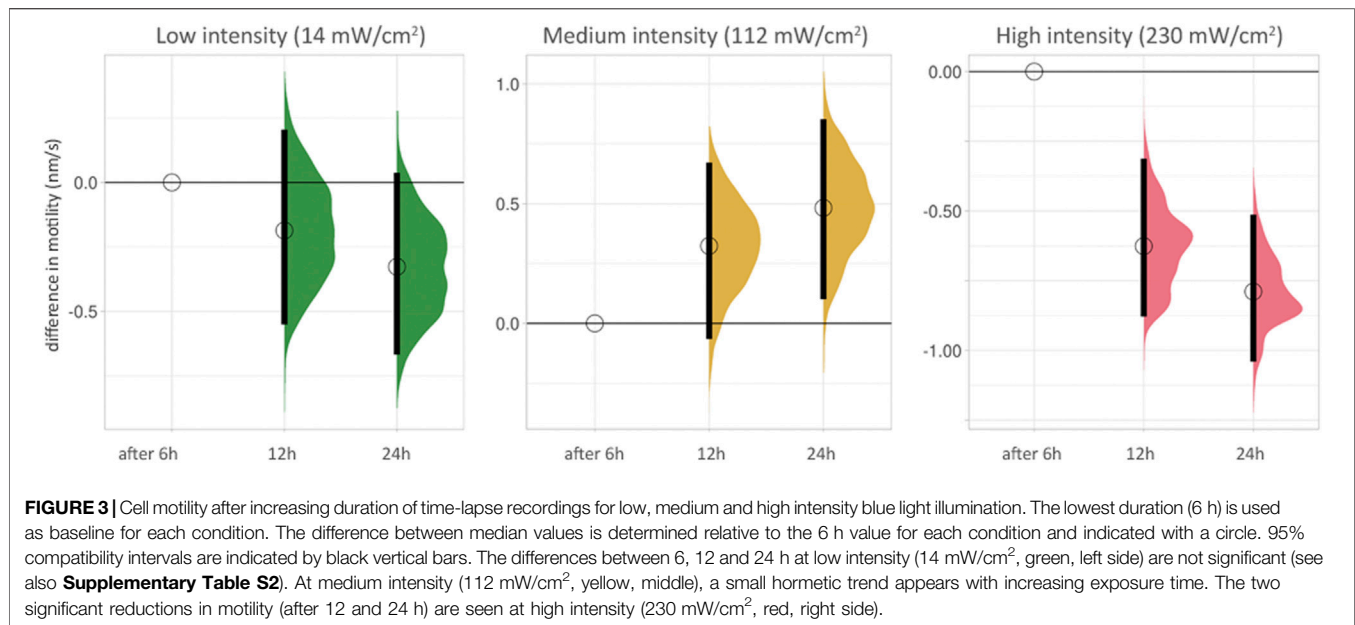 Low intensity (14 mW/cm²)
Medium intensity (112 mW/cm²)
High intensity (230 mW/cm²)
difference in motility (nm/s)
0.0
-0.5
after 6h
12h
24h
1.0
0.5
0.0
after 6h
12h
24h
0.00
-0.50
-1.00
after 6h
12h
24h
FIGURE 3 | Cell motility after increasing duration of time-lapse recordings for low, medium and high intensity blue light illumination. The lowest duration (6 h) is used
as baseline for each condition. The difference between median values is determined relative to the 6 h value for each condition and indicated with a circle. 95%
compatibility intervals are indicated by black vertical bars. The differences between 6, 12 and 24 h at low intensity (14 mW/cm², green, left side) are not significant (see
also Supplementary Table S2). At medium intensity (112 mW/cm², yellow, middle), a small hormetic trend appears with increasing exposure time. The two
significant reductions in motility (after 12 and 24 h) are seen at high intensity (230 mW/cm², red, right side).